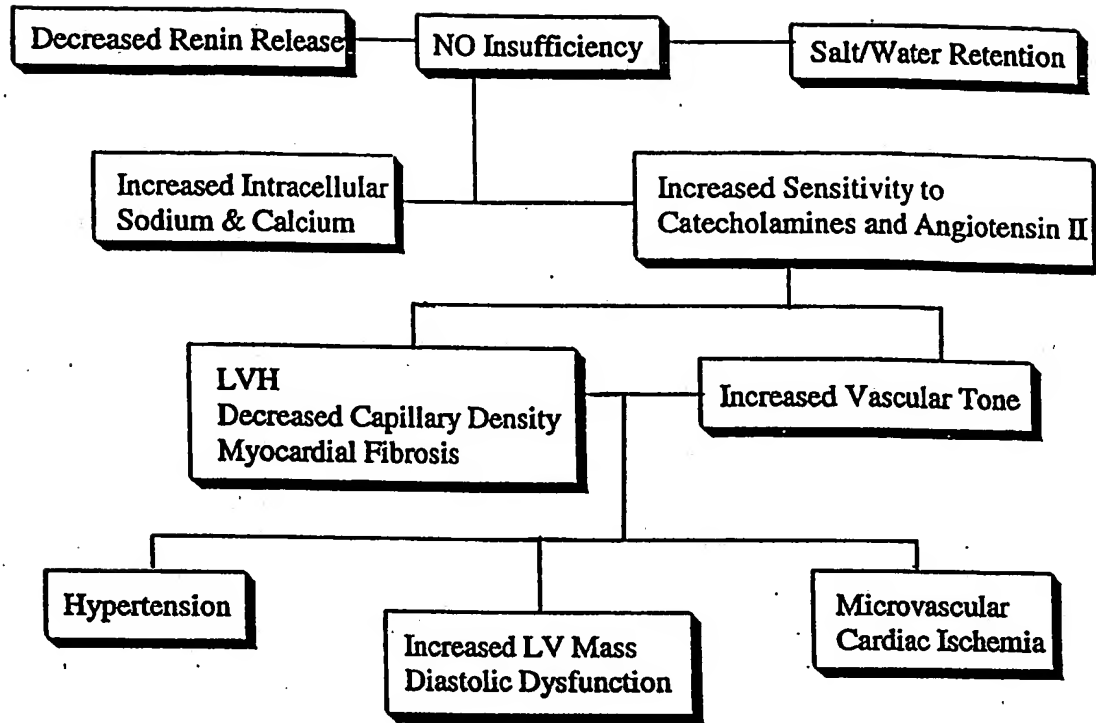 Decreased Renin Release
NO Insufficiency
Salt/Water Retention
Increased Intracellular
Sodium & Calcium
Increased Sensitivity to
Catecholamines and Angiotensin II
LVH
Decreased Capillary Density
Myocardial Fibrosis
Increased Vascular Tone
Hypertension
Increased LV Mass
Diastolic Dysfunction
Microvascular
Cardiac Ischemia